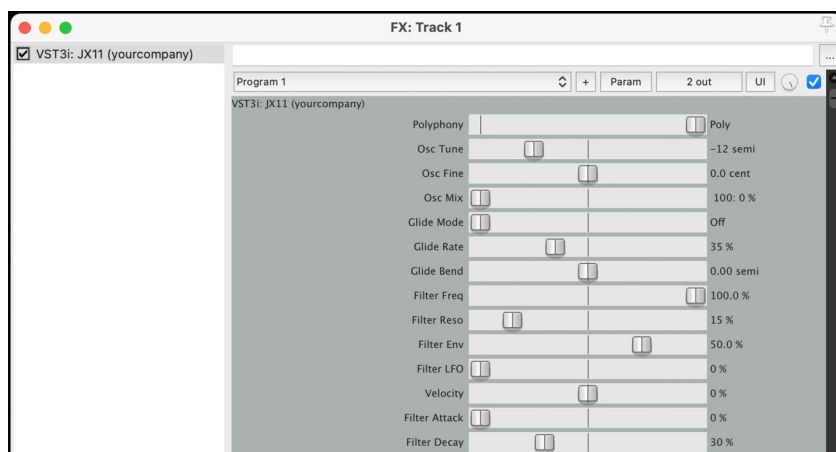 FX: Track 1
VST3i: JX11 (yourcompany)
...
Program 1 + Param 2 out UI
VST3i: JX11 (yourcompany)
Polyphony Poly
Osc Tune -12 semi
Osc Fine 0.0 cent
Osc Mix 100: 0 %
Glide Mode Off
Glide Rate 35 %
Glide Bend 0.00 semi
Filter Freq 100.0 %
Filter Reso 15 %
Filter Env 50.0 %
Filter LFO 0 %
Velocity 0 %
Filter Attack 0 %
Filter Decay 30 %